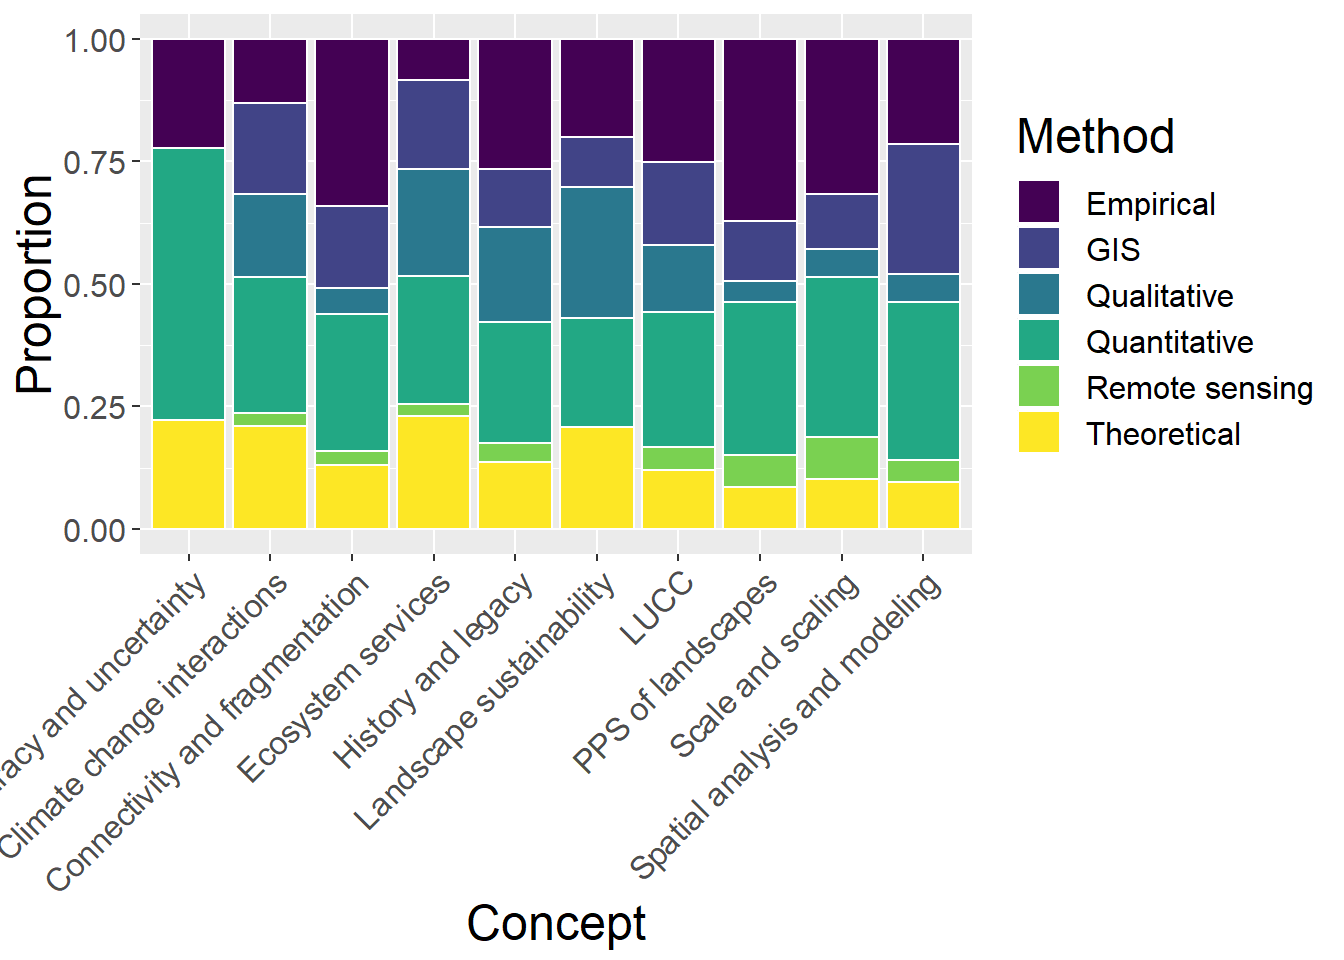 1.00
0.75
0.50
0.25
0.00
Proportion
and uncertainty
Climate change interactions
Connectivity and fragmentation
Ecosystem services
History and legacy
Landscape sustainability
LUCC
PPS of landscapes
Scale and scaling
Spatial analysis and modeling
Concept
Method
Empirical
GIS
Qualitative
Quantitative
Remote sensing
Theoretical